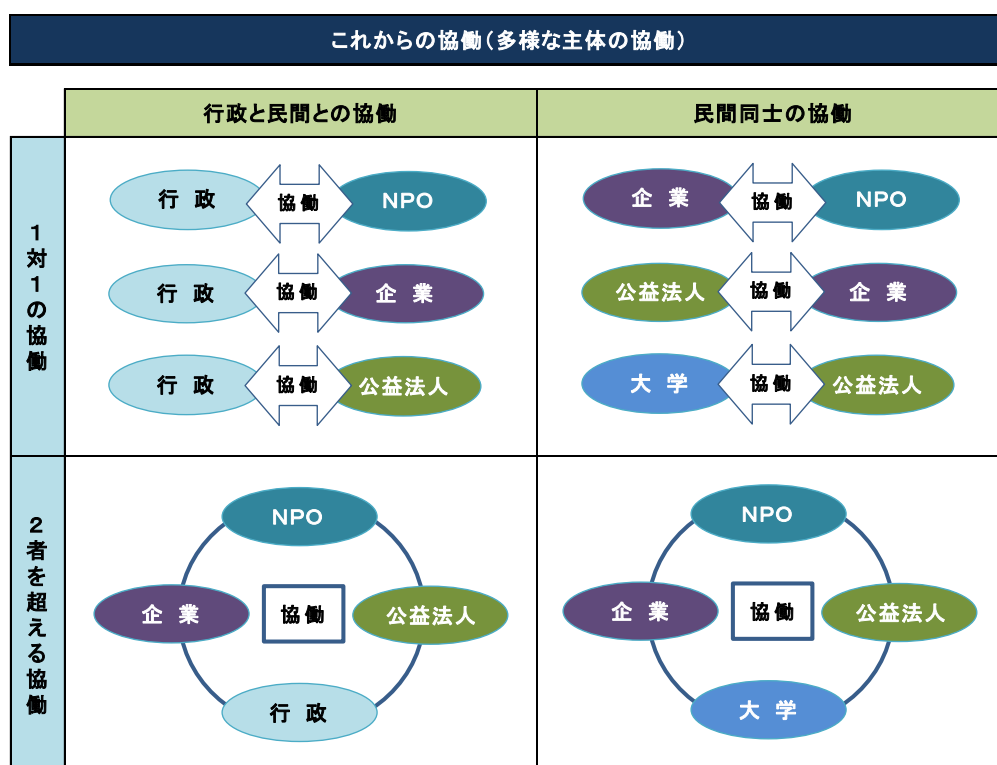 これからの協働（多様な主体の協働）
行政と民間との協働
民間同士の協働
1対1の協働
行政 協働 NPO
行政 協働 企業
行政 協働 公益法人
企業 協働 NPO
公益法人 協働 企業
大学 協働 公益法人
2者を超える協働
NPO
企業 協働 公益法人
行政
NPO
企業 協働 公益法人
大学